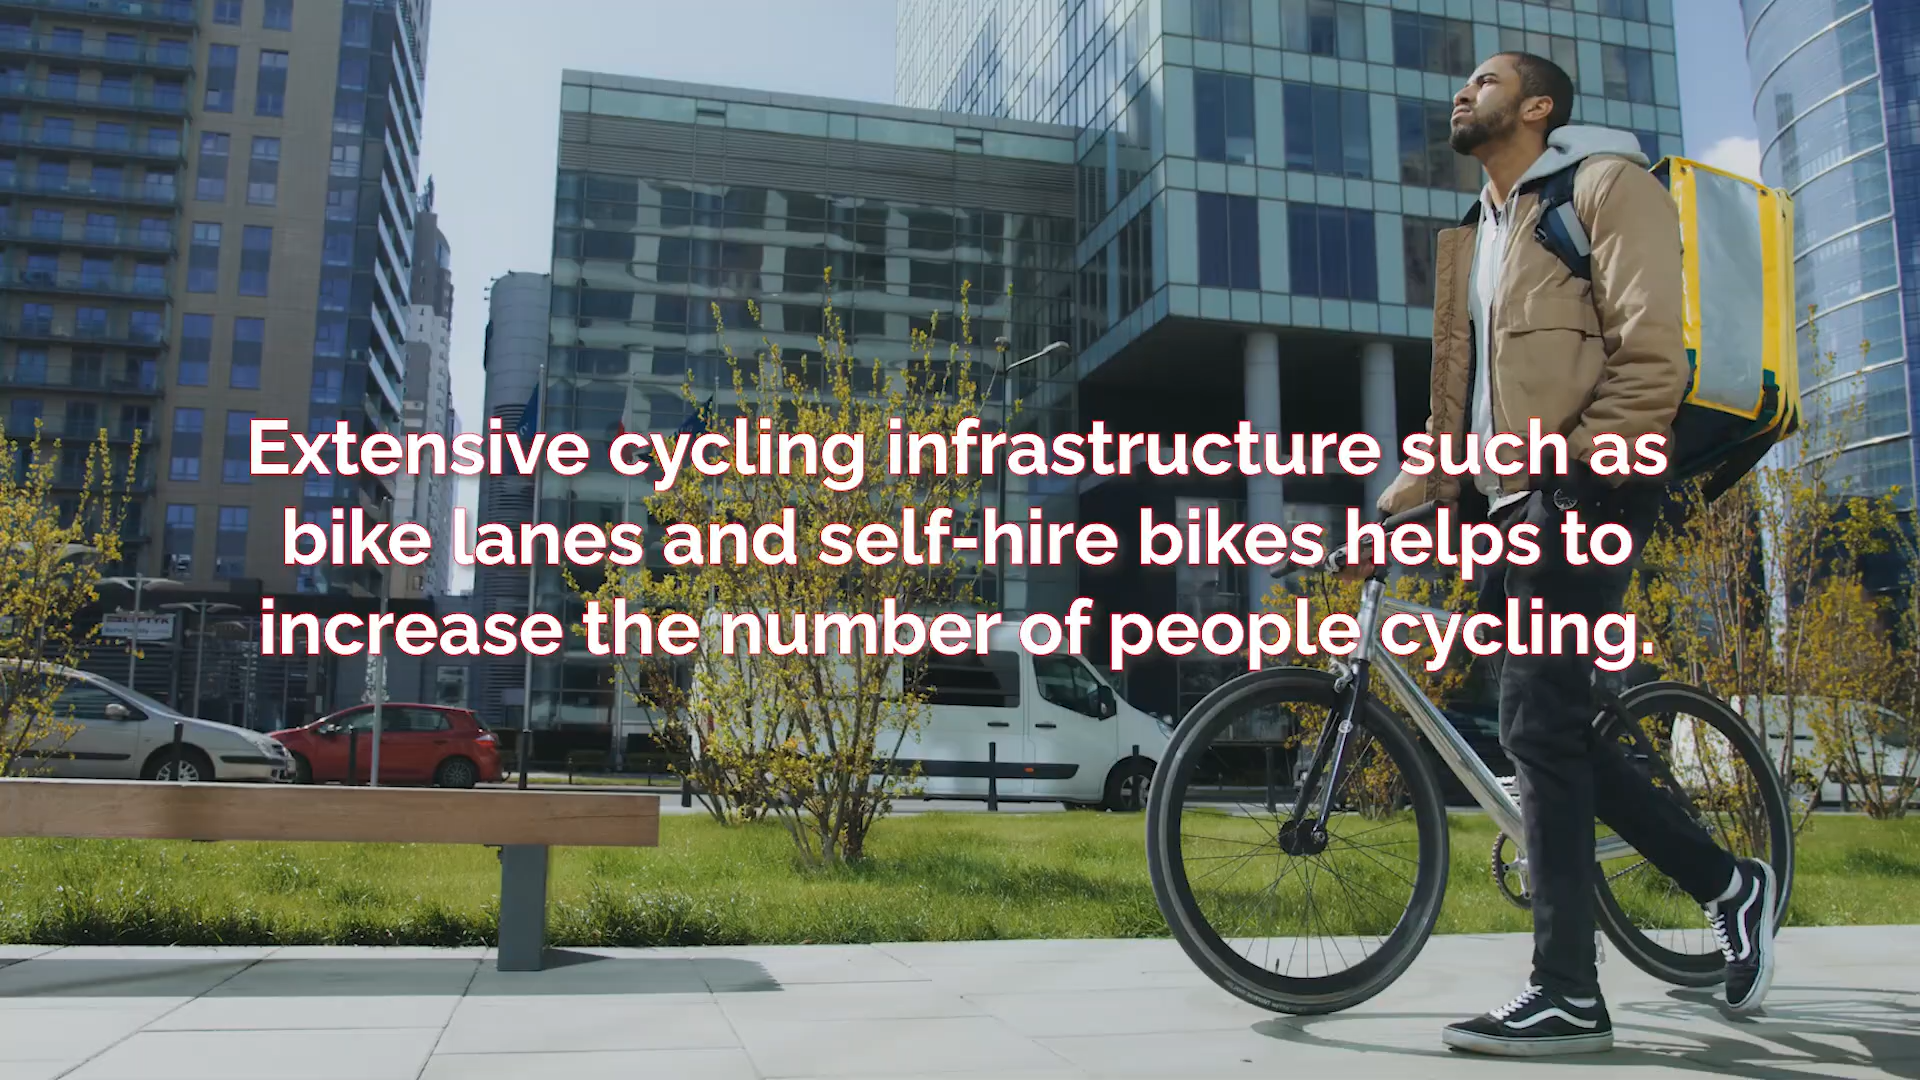 Extensive cycling infrastructure such as
bike lanes and self-hire bikes helps to
increase the number of people cycling.